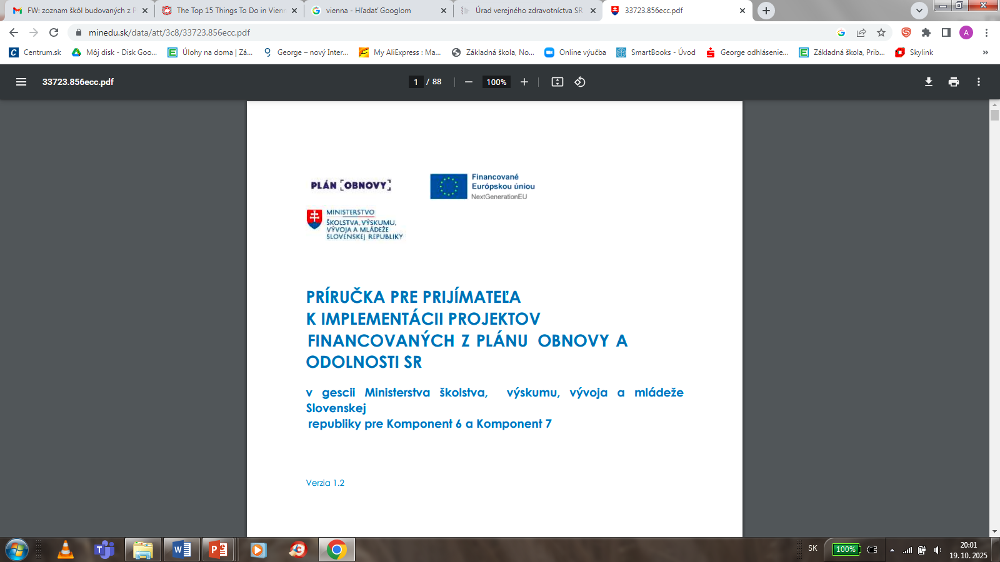 FW: zoznam škôl budovaných z P
The Top 15 Things To Do in Vienn
vienna - Hľadať Googlom
Úrad verejného zdravotníctva SR
33723.856ecc.pdf
minedu.sk/data/att/3c8/33723.856ecc.pdf
A
Centrum.sk
Môj disk - Disk Goo...
Úlohy na doma | Zá...
George – nový Inter...
My AliExpress : Ma...
Základná škola, No...
Online výučba
SmartBooks - Úvod
George odhlásenie...
Základná škola, Prib...
Skylink
»
33723.856ecc.pdf
1 / 88
100%
PLÁN [OBNOVY]
Financované
Európskou úniou
NextGenerationEU
MINISTERSTVO
ŠKOLSTVA, VÝSKUMU,
VÝVOJA A MLÁDEŽE
SLOVENSKEJ REPUBLIKY
PRÍRUČKA PRE PRIJÍMATEĽA
K IMPLEMENTÁCII PROJEKTOV
FINANCOVANÝCH Z PLÁNU OBNOVY A
ODOLNOSTI SR
v gescii Ministerstva školstva, výskumu, vývoja a mládeže
Slovenskej
republiky pre Komponent 6 a Komponent 7
Verzia 1.2
SK
100%
20:01
19. 10. 2025